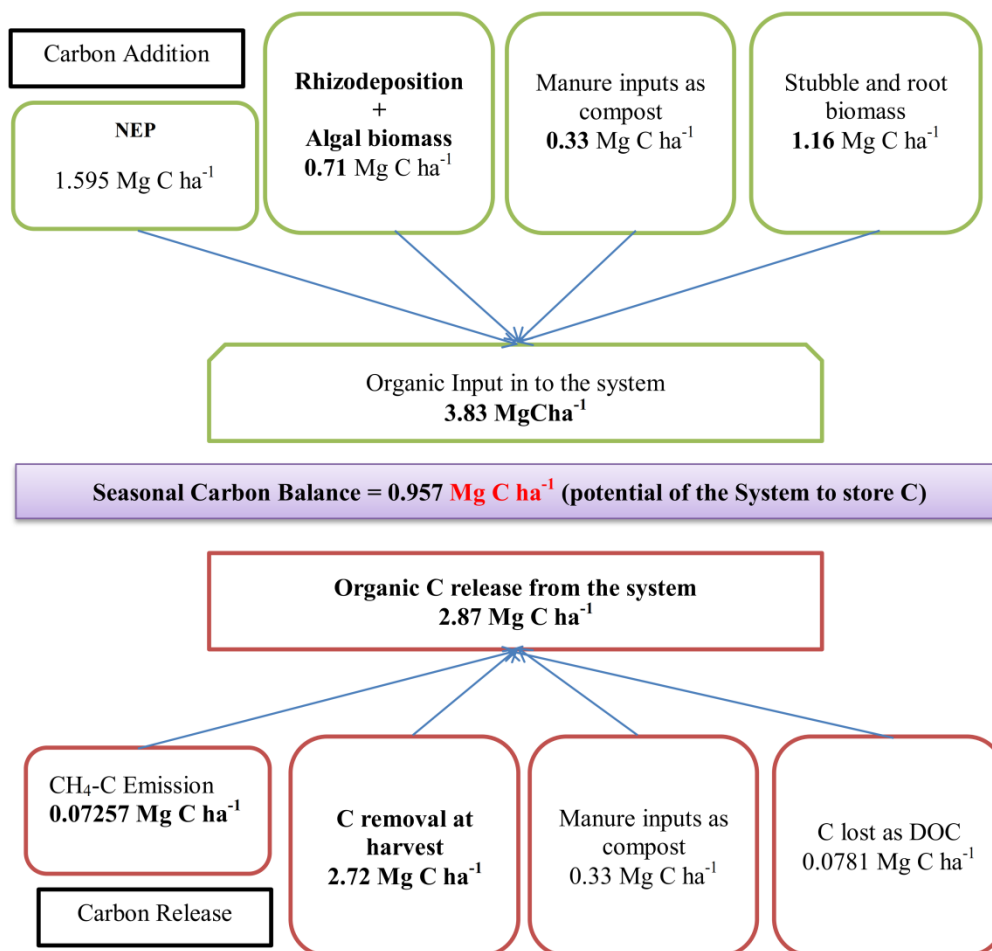 Carbon Addition
NEP
1.595 Mg C ha⁻¹
Rhizodeposition
+
Algal biomass
0.71 Mg C ha⁻¹
Manure inputs as
compost
0.33 Mg C ha⁻¹
Stubble and root
biomass
1.16 Mg C ha⁻¹
Organic Input in to the system
3.83 MgCha⁻¹
Seasonal Carbon Balance = 0.957 Mg C ha⁻¹ (potential of the System to store C)
Organic C release from the system
2.87 Mg C ha⁻¹
CH₄-C Emission
0.07257 Mg C ha⁻¹
C removal at
harvest
2.72 Mg C ha⁻¹
Manure inputs as
compost
0.33 Mg C ha⁻¹
C lost as DOC
0.0781 Mg C ha⁻¹
Carbon Release